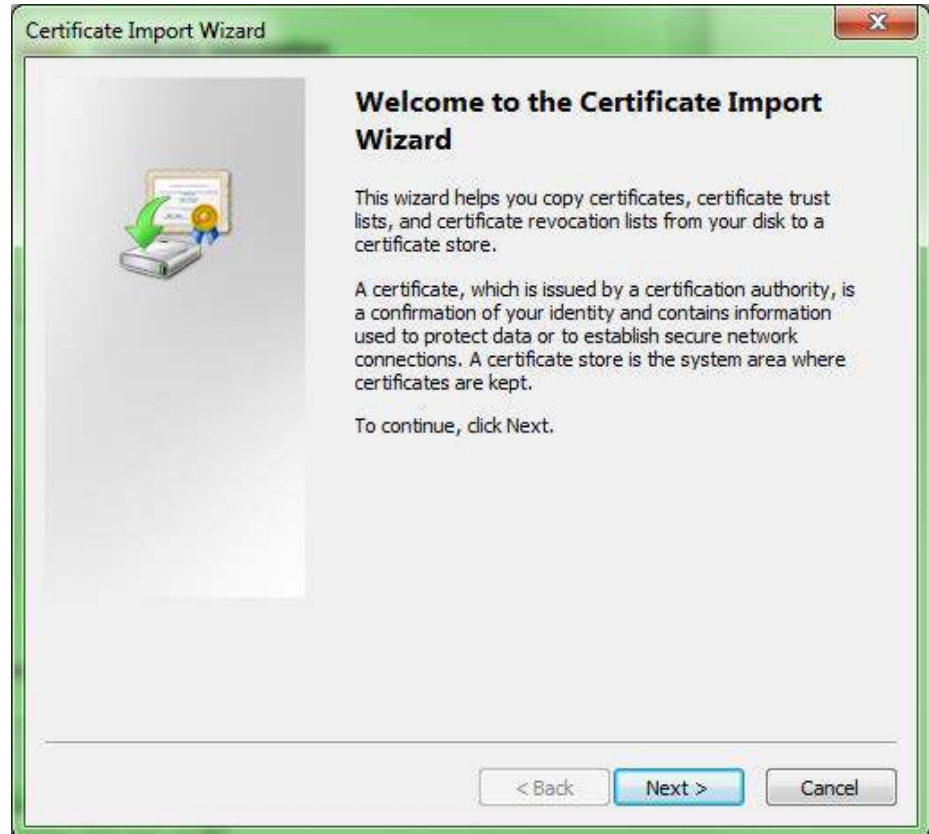 Certificate Import Wizard
Welcome to the Certificate Import
Wizard
This wizard helps you copy certificates, certificate trust
lists, and certificate revocation lists from your disk to a
certificate store.
A certificate, which is issued by a certification authority, is
a confirmation of your identity and contains information
used to protect data or to establish secure network
connections. A certificate store is the system area where
certificates are kept.
To continue, click Next.
< Back Next > Cancel